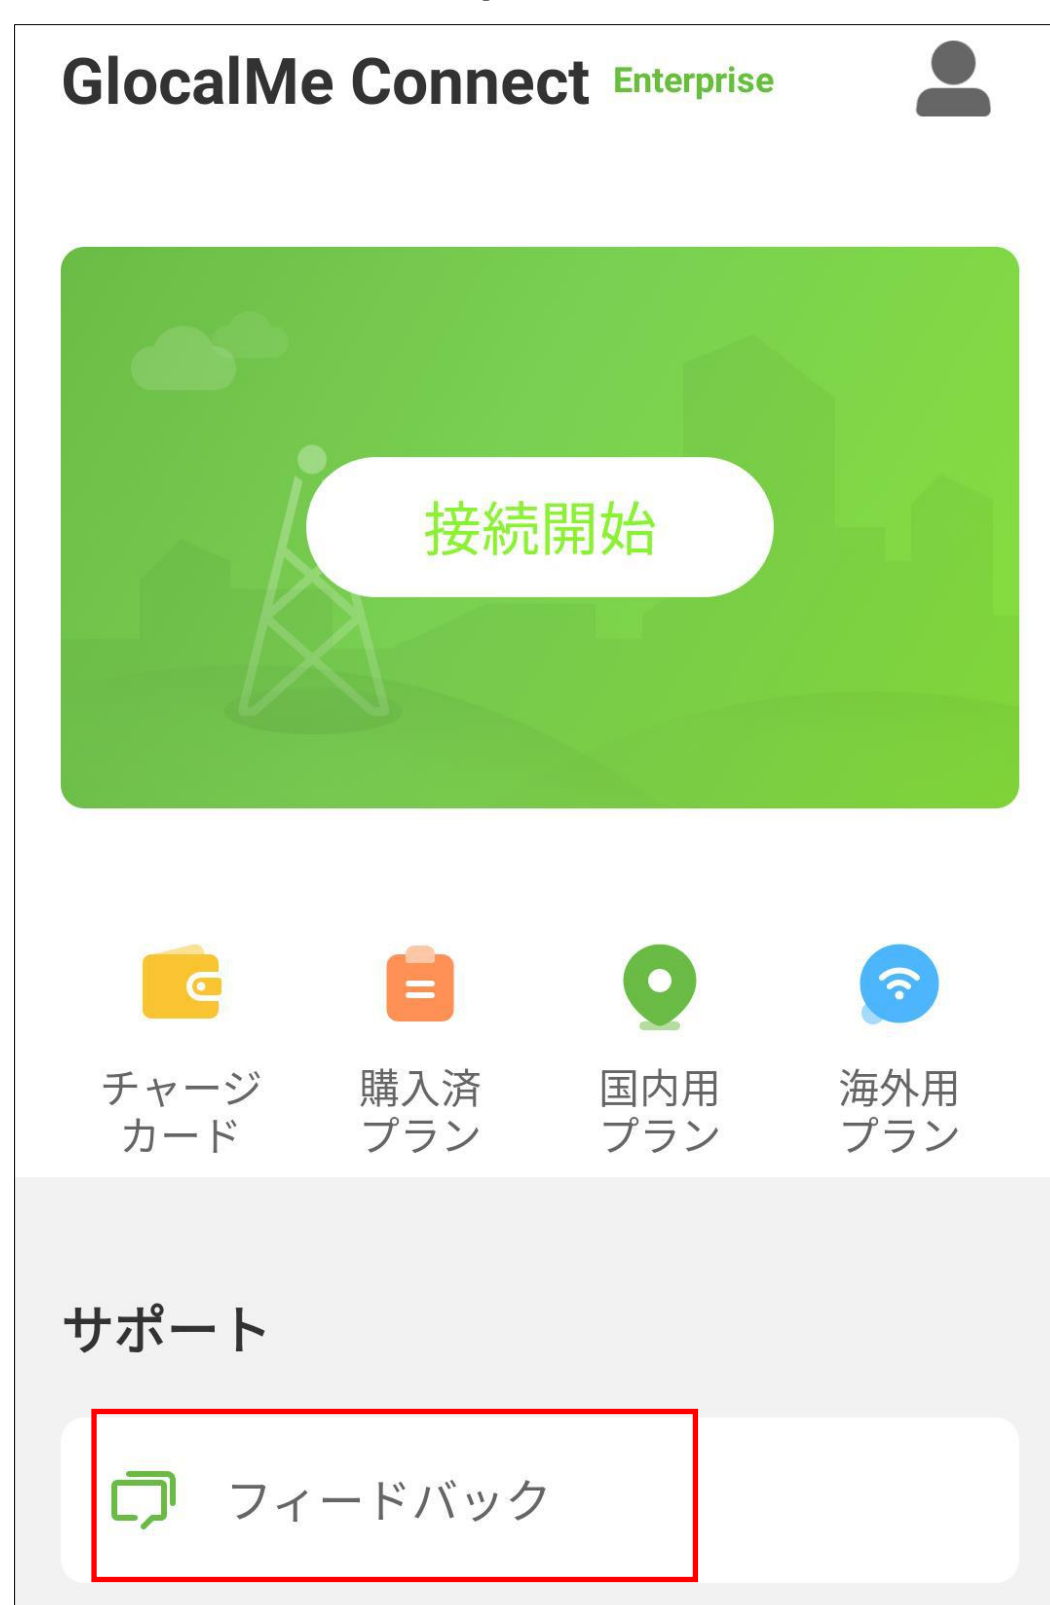 GlocalMe Connect Enterprise
接続開始
チャージ
カード
購入済
プラン
国内用
プラン
海外用
プラン
サポート
フィードバック